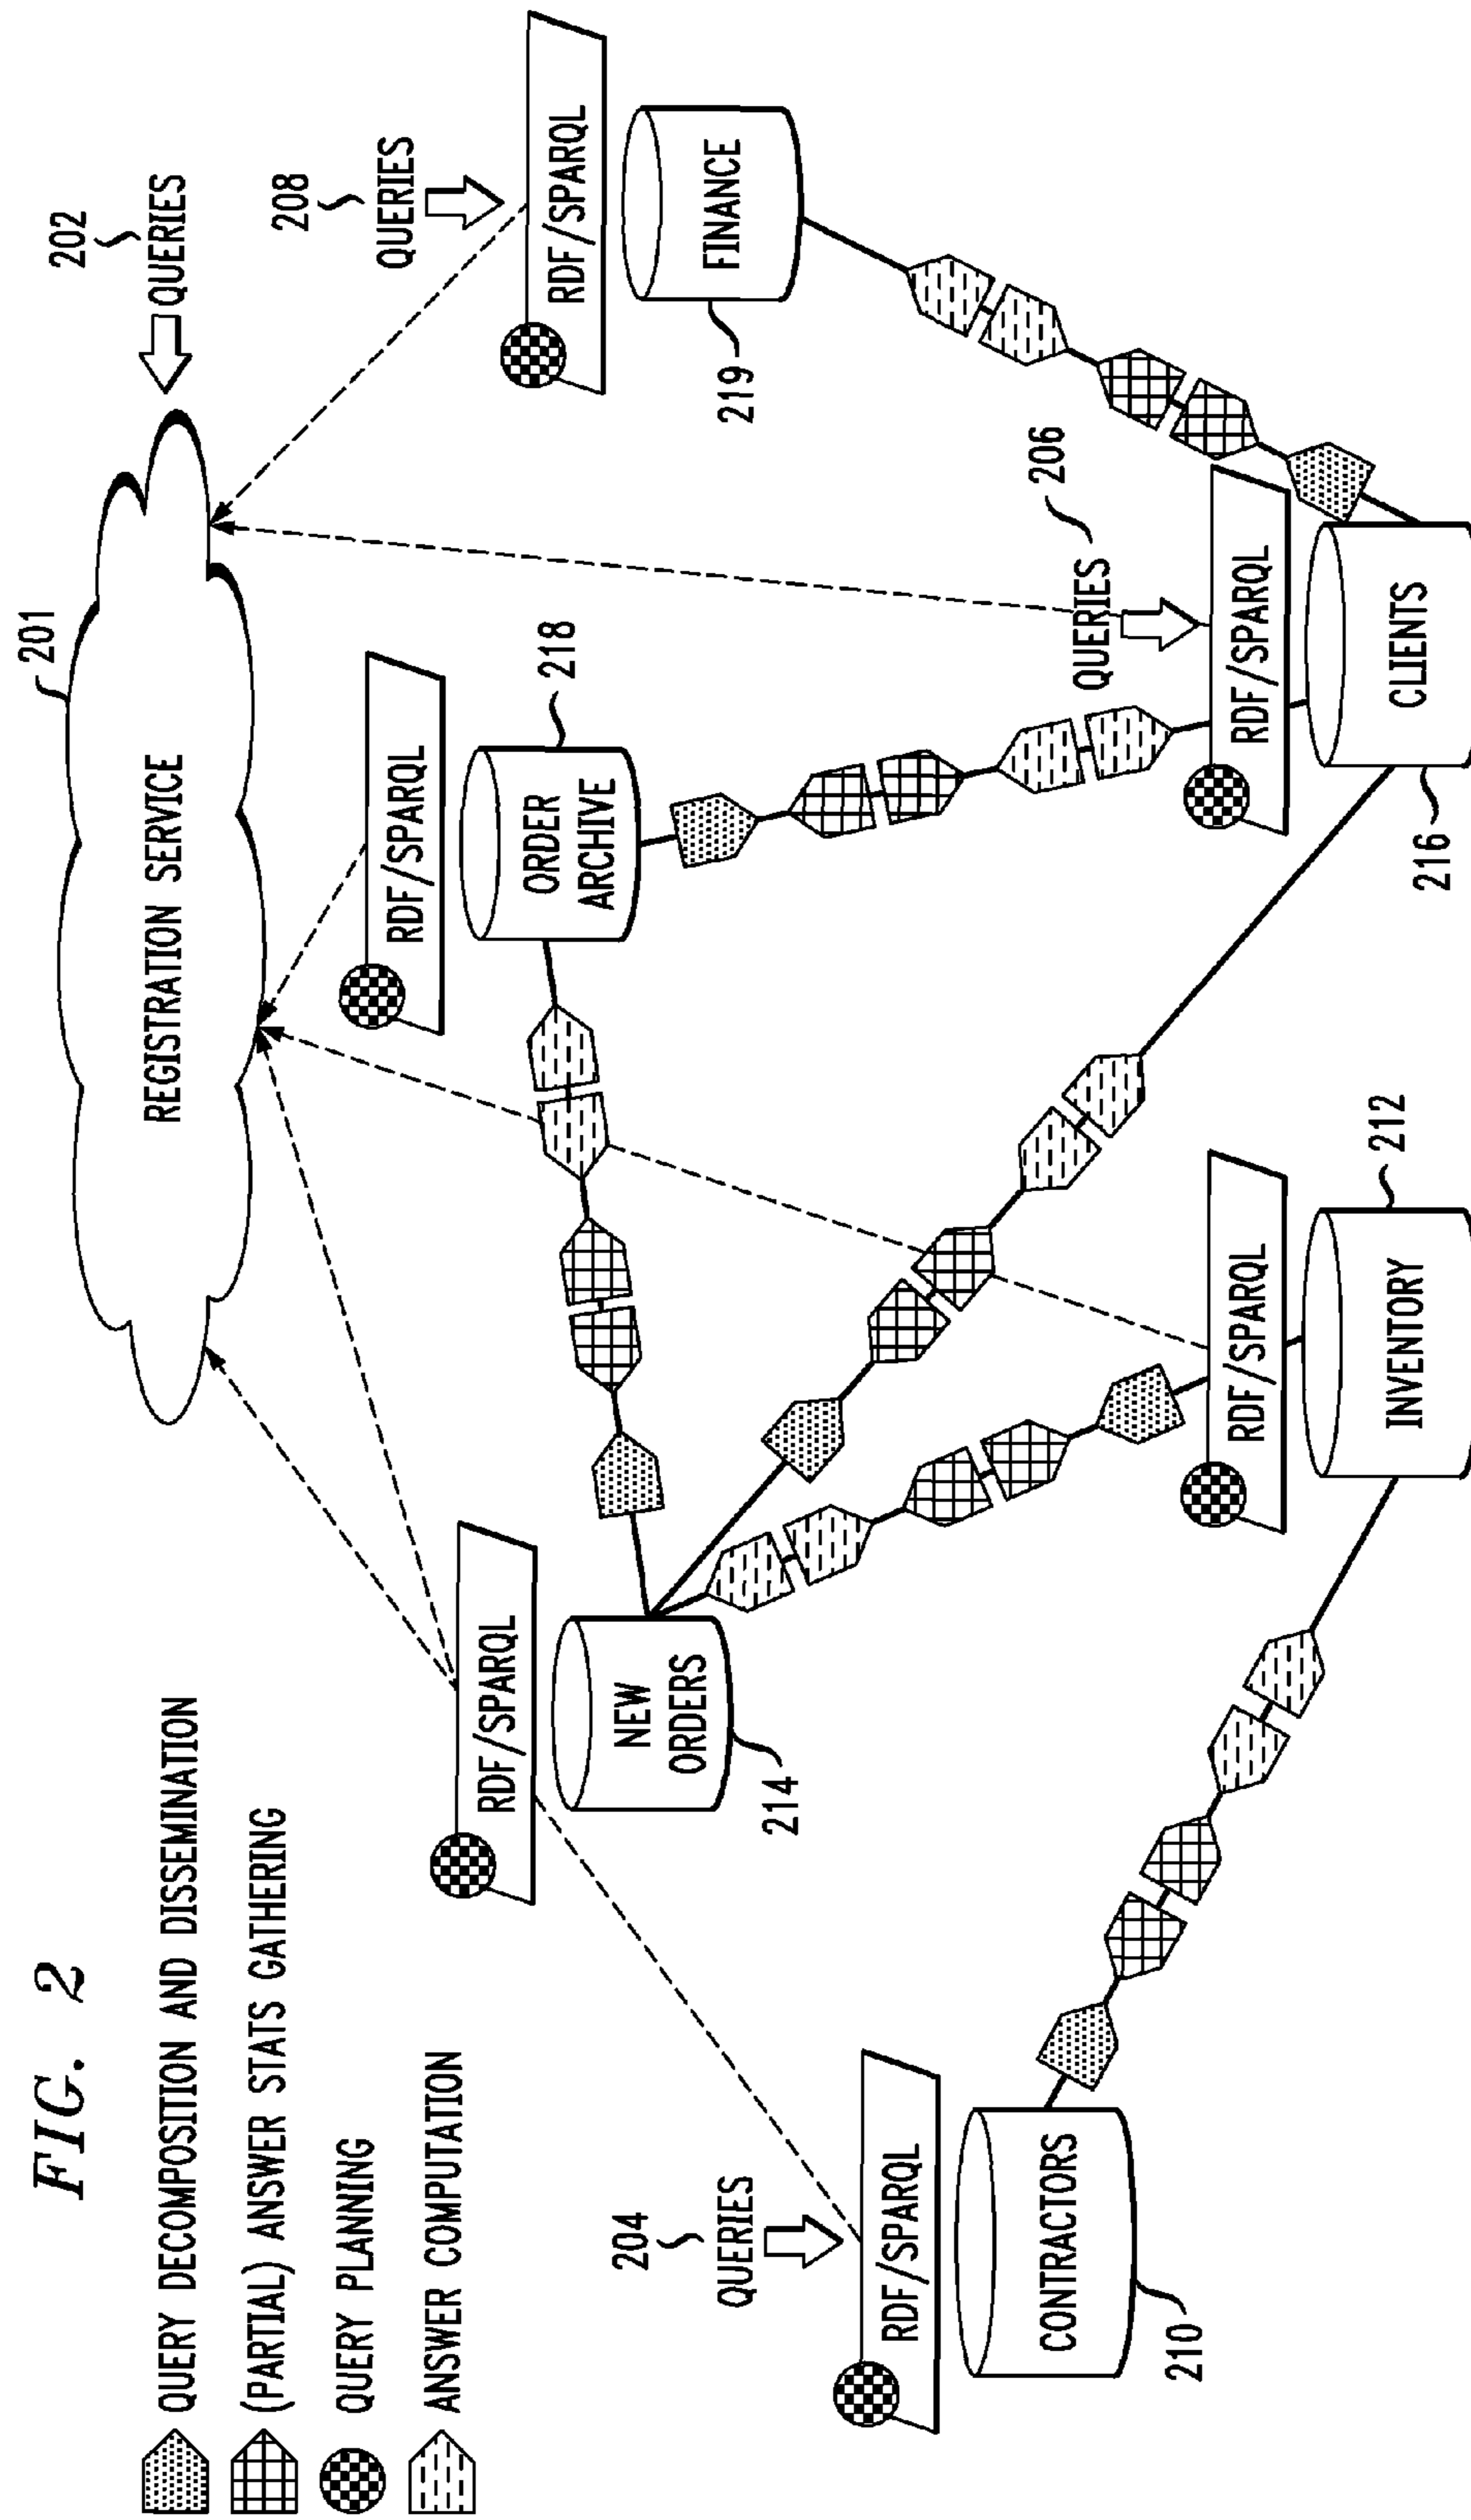 FIG. 2
QUERY DECOMPOSITION AND DISSEMINATION
(PARTIAL) ANSWER STATS GATHERING
QUERY PLANNING
ANSWER COMPUTATION
201
REGISTRATION SERVICE
202
QUERIES
208
QUERIES
RDF/SPARQL
FINANCE
219
RDF/SPARQL
ORDER
ARCHIVE
218
RDF/SPARQL
NEW
ORDERS
214
204
QUERIES
RDF/SPARQL
CONTRACTORS
210
RDF/SPARQL
INVENTORY
212
206
QUERIES
RDF/SPARQL
CLIENTS
216